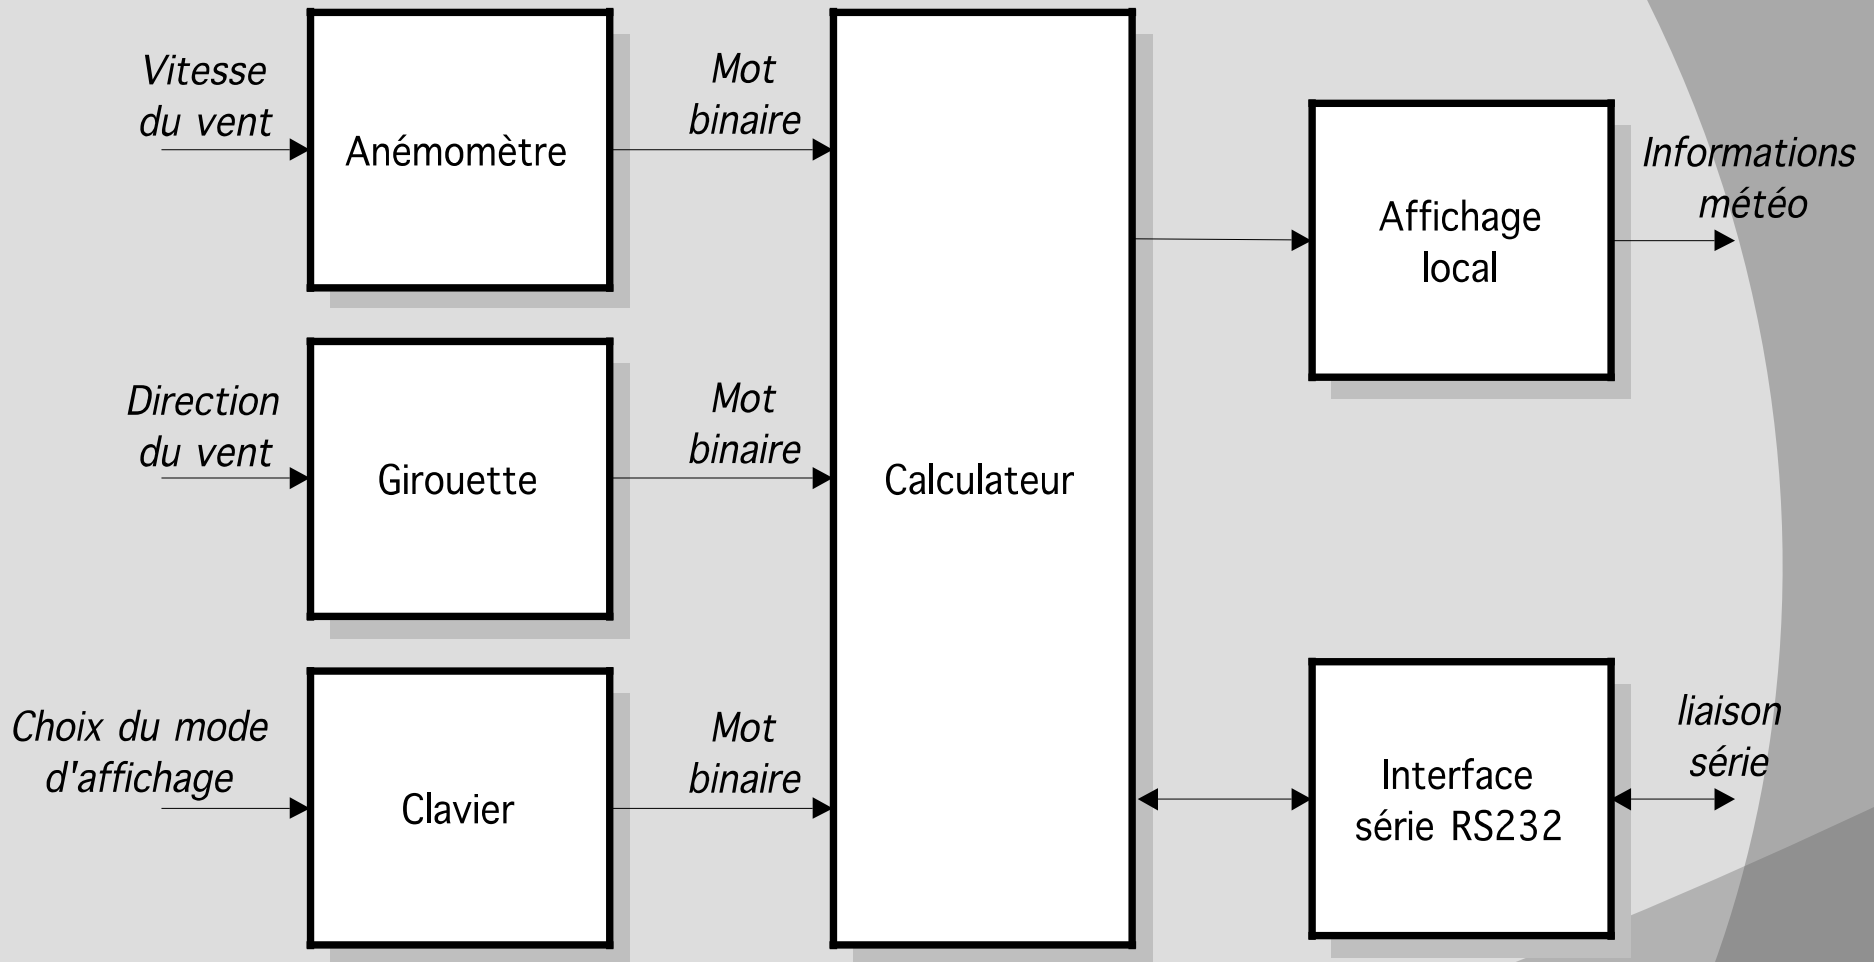 Vitesse
du vent
Anémomètre
Mot
binaire
Direction
du vent
Girouette
Mot
binaire
Choix du mode
d'affichage
Clavier
Mot
binaire
Calculateur
Affichage
local
Informations
météo
Interface
série RS232
liaison
série